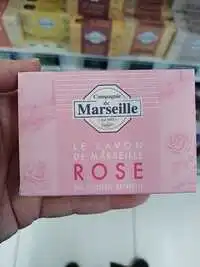 Compagnie
de
Marseille
LE SAVON
DE MARSEILLE
ROSE